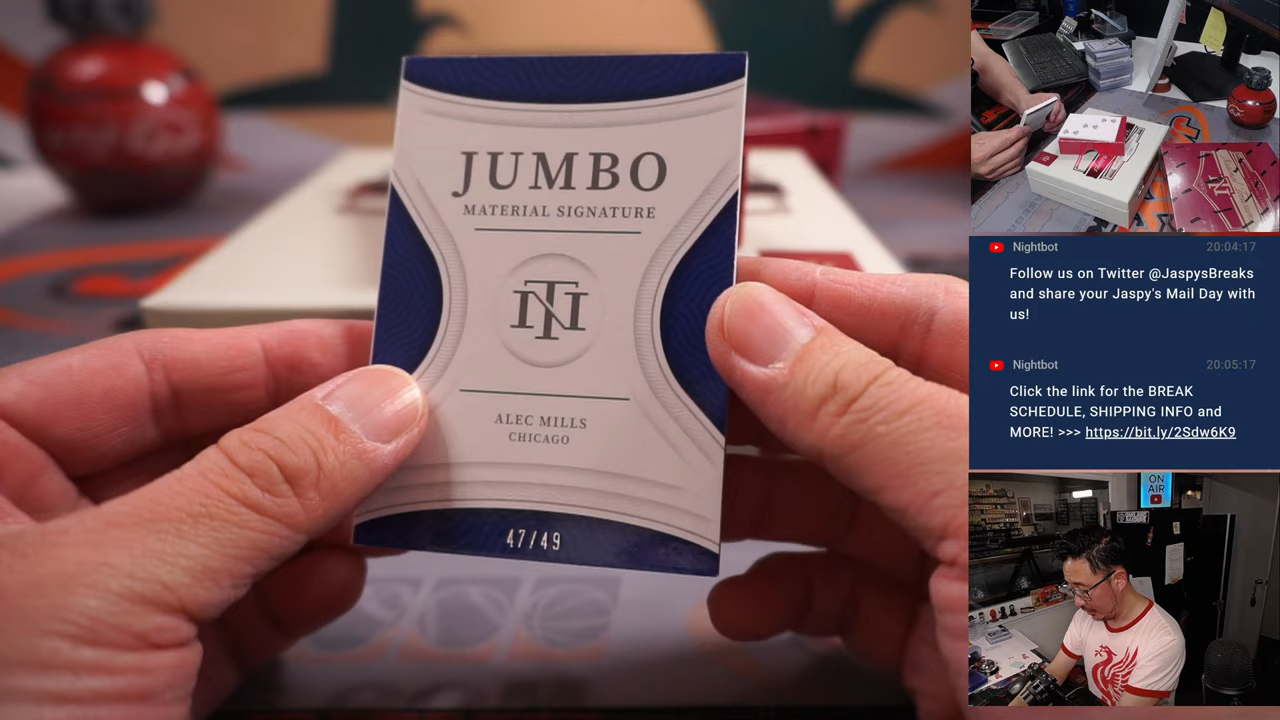 JUMBO
MATERIAL SIGNATURE
NT
ALEC MILLS
CHICAGO
47/49
Nightbot
20:04:17
Follow us on Twitter @JaspysBreaks
and share your Jaspy's Mail Day with
us!
Nightbot
20:05:17
Click the link for the BREAK
SCHEDULE, SHIPPING INFO and
MORE! >>> https://bit.ly/2Sdw6K9
ON
AIR